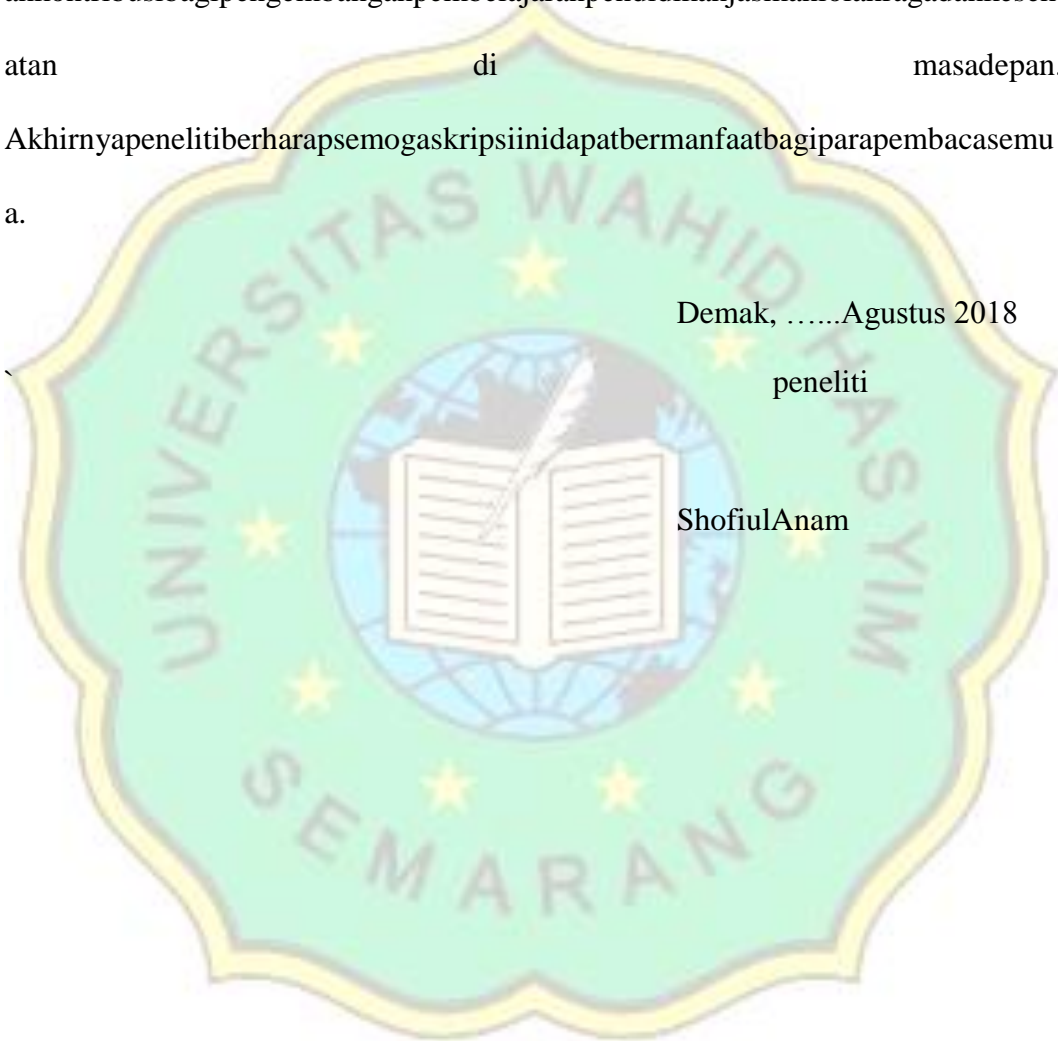 atan di masadepan.
Akhirnyapenelitiberharapsemogaskripsiinidapatbermanfaatbagiparapembacasemu
a.
Demak, …...Agustus 2018
` peneliti
ShofiulAnam
UNIVERSITAS WAHID HASYIM
SEMARANG